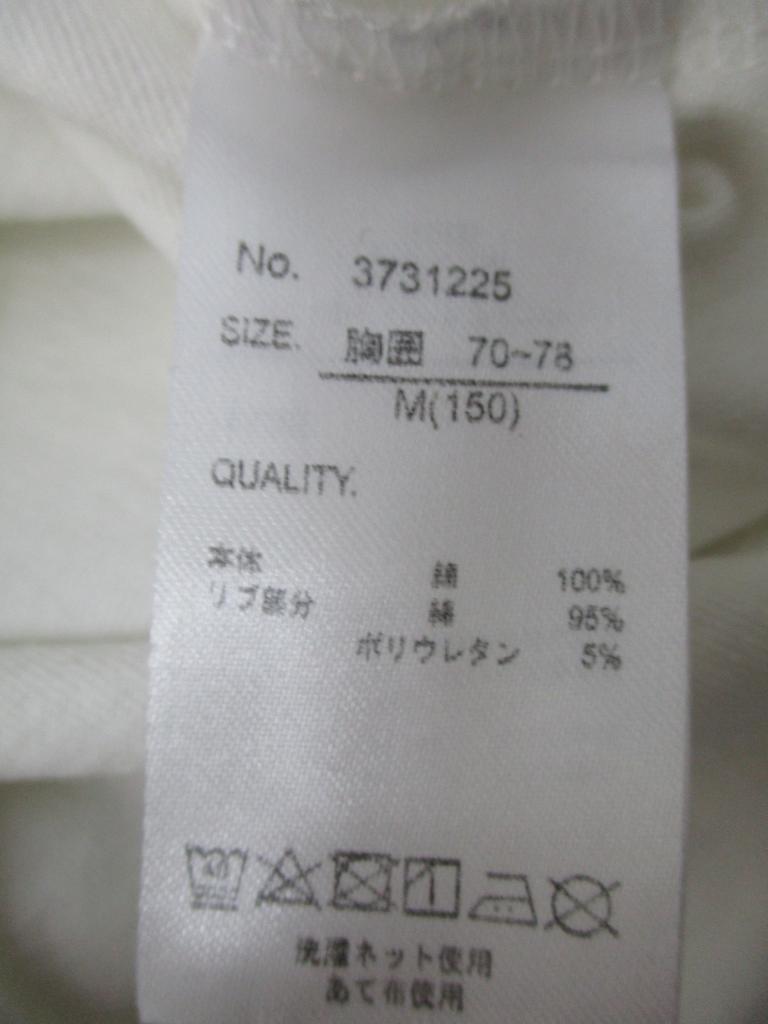 No. 3731225
SIZE. 胸囲 70~78
M(150)
QUALITY.
本体 綿 100%
リブ部分 綿 95%
ポリウレタン 5%
40
洗濯ネット使用
あて布使用